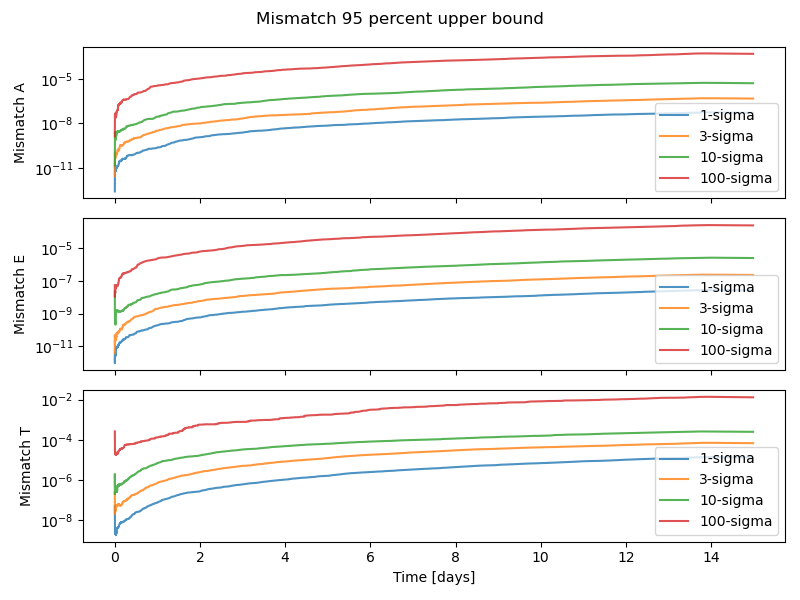 Mismatch 95 percent upper bound
Mismatch A
10⁻⁵
10⁻⁸
10⁻¹¹
1-sigma
3-sigma
10-sigma
100-sigma
Mismatch E
10⁻⁵
10⁻⁷
10⁻⁹
10⁻¹¹
1-sigma
3-sigma
10-sigma
100-sigma
Mismatch T
10⁻²
10⁻⁴
10⁻⁶
10⁻⁸
1-sigma
3-sigma
10-sigma
100-sigma
0 2 4 6 8 10 12 14
Time [days]